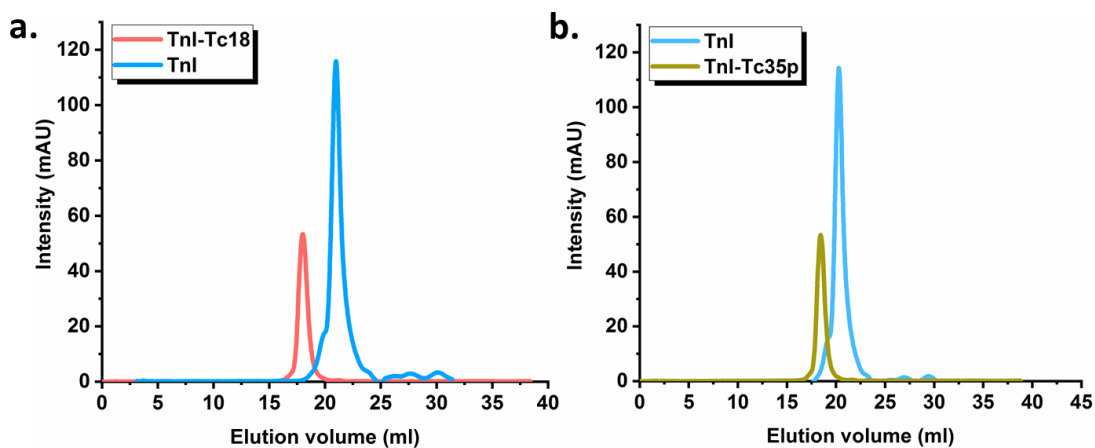 a.
TnI-Tc18
TnI
Intensity (mAU)
120
100
80
60
40
20
0
0 5 10 15 20 25 30 35 40
Elution volume (ml)
b.
TnI
TnI-Tc35p
Intensity (mAU)
120
100
80
60
40
20
0
0 5 10 15 20 25 30 35 40 45
Elution volume (ml)